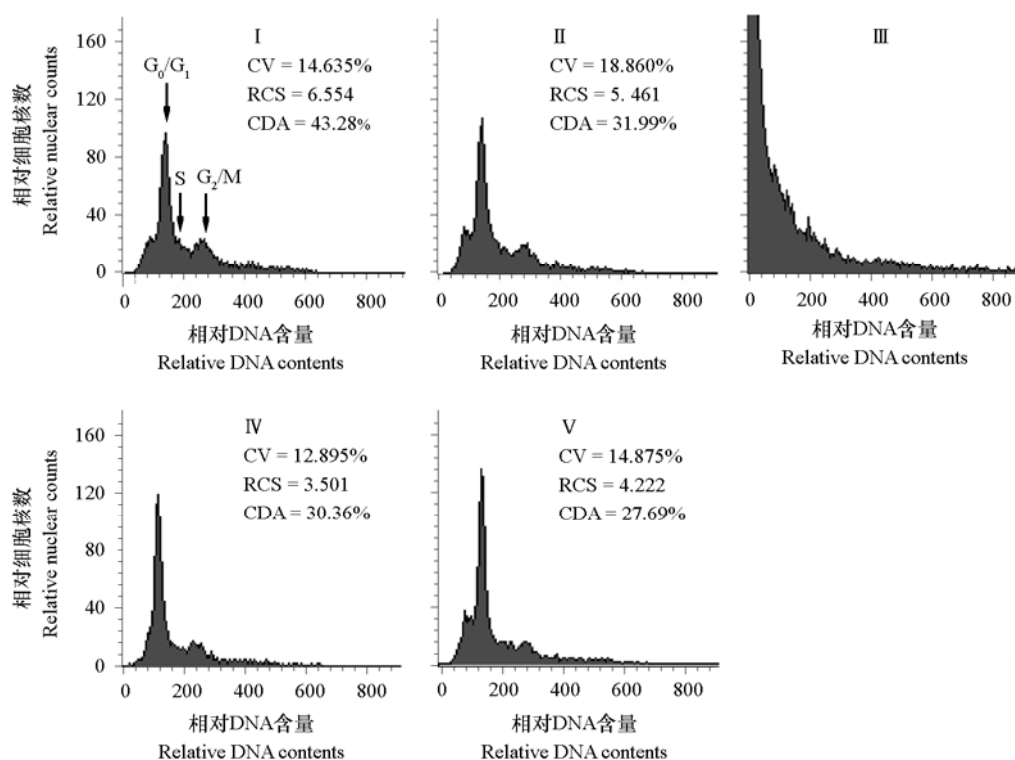 相对细胞核数
Relative nuclear counts
160
120
80
40
0
Ⅰ
CV = 14.635%
RCS = 6.554
CDA = 43.28%
G₀/G₁
S
G₂/M
0 200 400 600 800
相对DNA含量
Relative DNA contents
Ⅱ
CV = 18.860%
RCS = 5. 461
CDA = 31.99%
0 200 400 600 800
相对DNA含量
Relative DNA contents
Ⅲ
0 200 400 600 800
相对DNA含量
Relative DNA contents
相对细胞核数
Relative nuclear counts
160
120
80
40
0
Ⅳ
CV = 12.895%
RCS = 3.501
CDA = 30.36%
0 200 400 600 800
相对DNA含量
Relative DNA contents
Ⅴ
CV = 14.875%
RCS = 4.222
CDA = 27.69%
0 200 400 600 800
相对DNA含量
Relative DNA contents